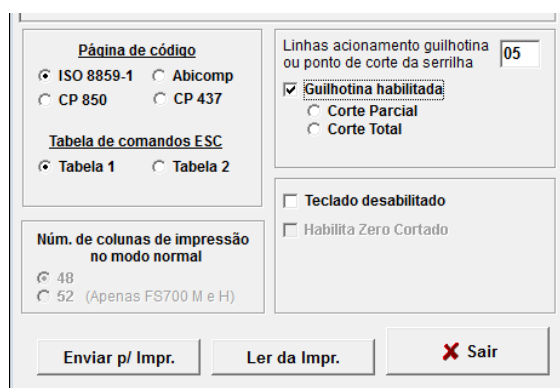 Página de código
ISO 8859-1 Abicomp
CP 850 CP 437
Tabela de comandos ESC
Tabela 1 Tabela 2
Núm. de colunas de impressão
no modo normal
48
52 (Apenas FS700 M e H)
Linhas acionamento guilhotina
ou ponto de corte da serrilha 05
Guilhotina habilitada
Corte Parcial
Corte Total
Teclado desabilitado
Habilita Zero Cortado
Enviar p/ Impr. Ler da Impr. Sair